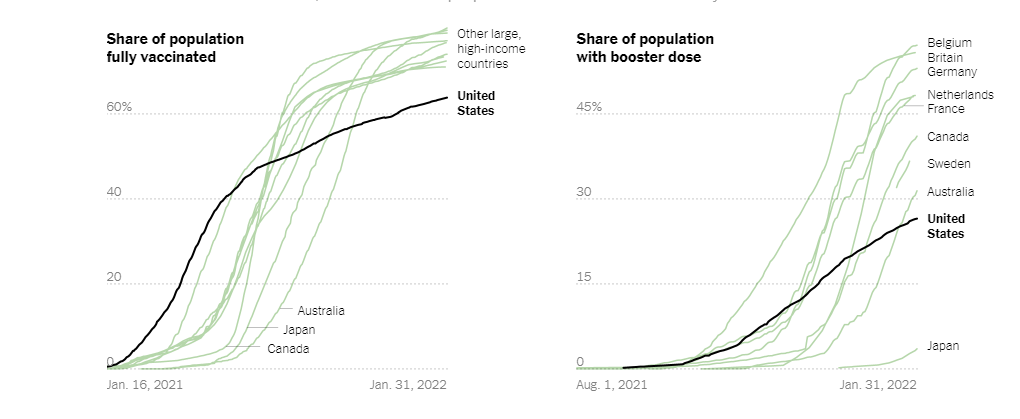 Share of population
fully vaccinated
Other large,
high-income
countries
United
States
60%
40
20
0
Australia
Japan
Canada
Jan. 16, 2021
Jan. 31, 2022
Share of population
with booster dose
Belgium
Britain
Germany
Netherlands
France
Canada
Sweden
Australia
United
States
Japan
45%
30
15
0
Aug. 1, 2021
Jan. 31, 2022